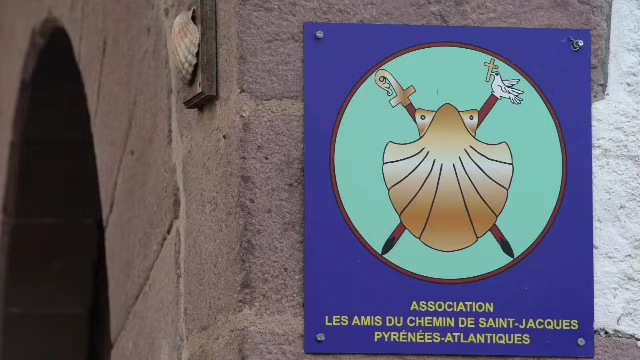 ASSOCIATION
LES AMIS DU CHEMIN DE SAINT-JACQUES
PYRÉNÉES-ATLANTIQUES